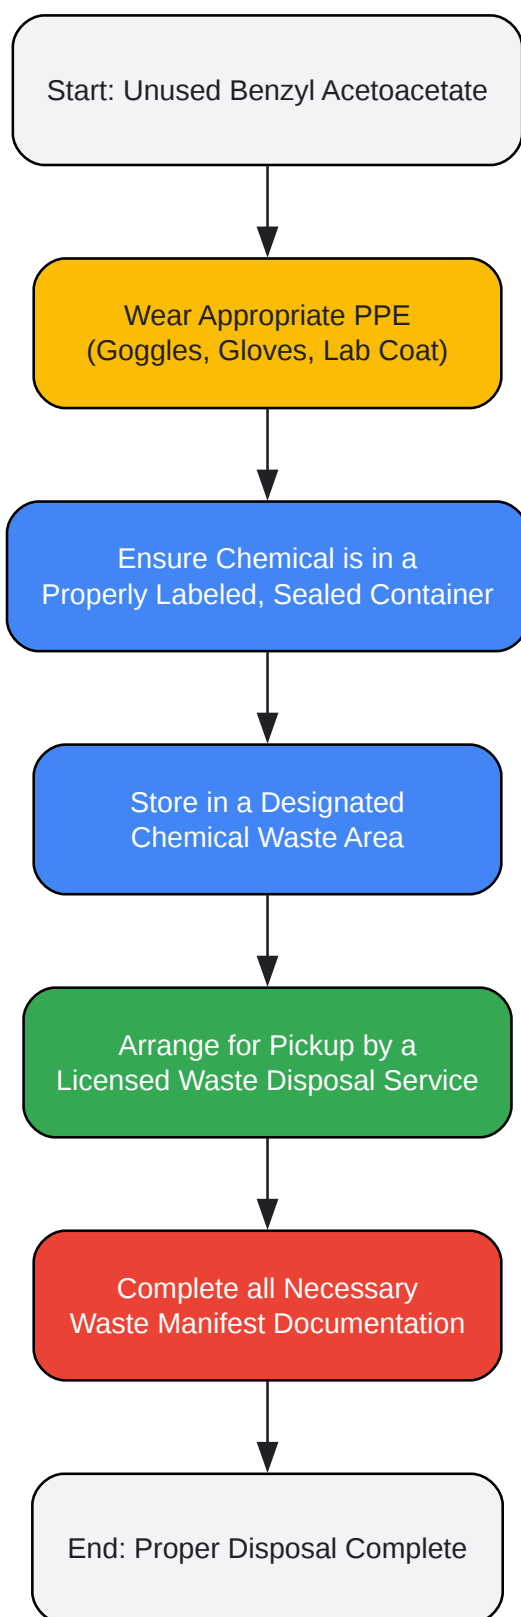 Start: Unused Benzyl Acetoacetate
Wear Appropriate PPE
(Goggles, Gloves, Lab Coat)
Ensure Chemical is in a
Properly Labeled, Sealed Container
Store in a Designated
Chemical Waste Area
Arrange for Pickup by a
Licensed Waste Disposal Service
Complete all Necessary
Waste Manifest Documentation
End: Proper Disposal Complete